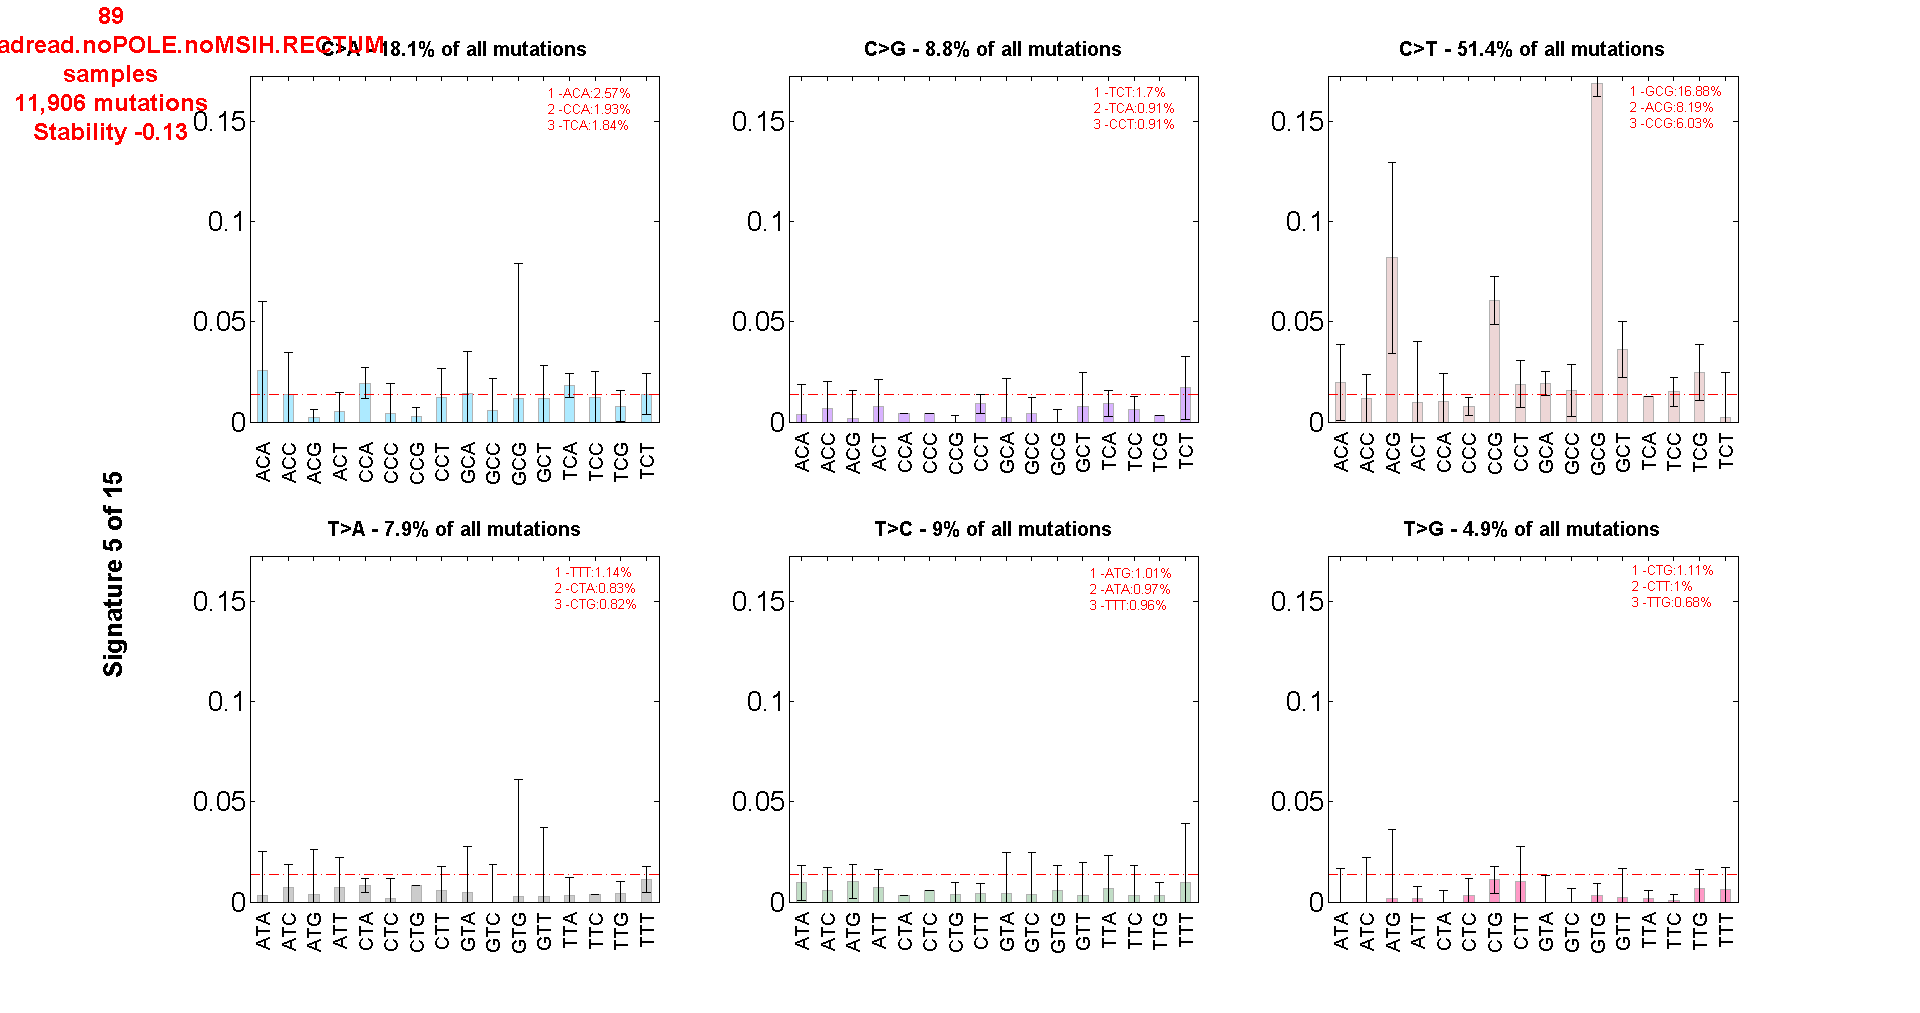 89
adread.noPOLE.noMSIH.RECTUM
samples
11,906 mutations
Stability -0.13
Signature 5 of 15
C>A - 18.1% of all mutations
1 -ACA:2.57%
2 -CCA:1.93%
3 -TCA:1.84%
0.15
0.1
0.05
0
ACA
ACC
ACG
ACT
CCA
CCC
CCG
CCT
GCA
GCC
GCG
GCT
TCA
TCC
TCG
TCT
C>G - 8.8% of all mutations
1 -TCT:1.7%
2 -TCA:0.91%
3 -CCT:0.91%
0.15
0.1
0.05
0
ACA
ACC
ACG
ACT
CCA
CCC
CCG
CCT
GCA
GCC
GCG
GCT
TCA
TCC
TCG
TCT
C>T - 51.4% of all mutations
1 -GCG:16.88%
2 -ACG:8.19%
3 -CCG:6.03%
0.15
0.1
0.05
0
ACA
ACC
ACG
ACT
CCA
CCC
CCG
CCT
GCA
GCC
GCG
GCT
TCA
TCC
TCG
TCT
T>A - 7.9% of all mutations
1 -TTT:1.14%
2 -CTA:0.83%
3 -CTG:0.82%
0.15
0.1
0.05
0
ATA
ATC
ATG
ATT
CTA
CTC
CTG
CTT
GTA
GTC
GTG
GTT
TTA
TTC
TTG
TTT
T>C - 9% of all mutations
1 -ATG:1.01%
2 -ATA:0.97%
3 -TTT:0.96%
0.15
0.1
0.05
0
ATA
ATC
ATG
ATT
CTA
CTC
CTG
CTT
GTA
GTC
GTG
GTT
TTA
TTC
TTG
TTT
T>G - 4.9% of all mutations
1 -CTG:1.11%
2 -CTT:1%
3 -TTG:0.68%
0.15
0.1
0.05
0
ATA
ATC
ATG
ATT
CTA
CTC
CTG
CTT
GTA
GTC
GTG
GTT
TTA
TTC
TTG
TTT